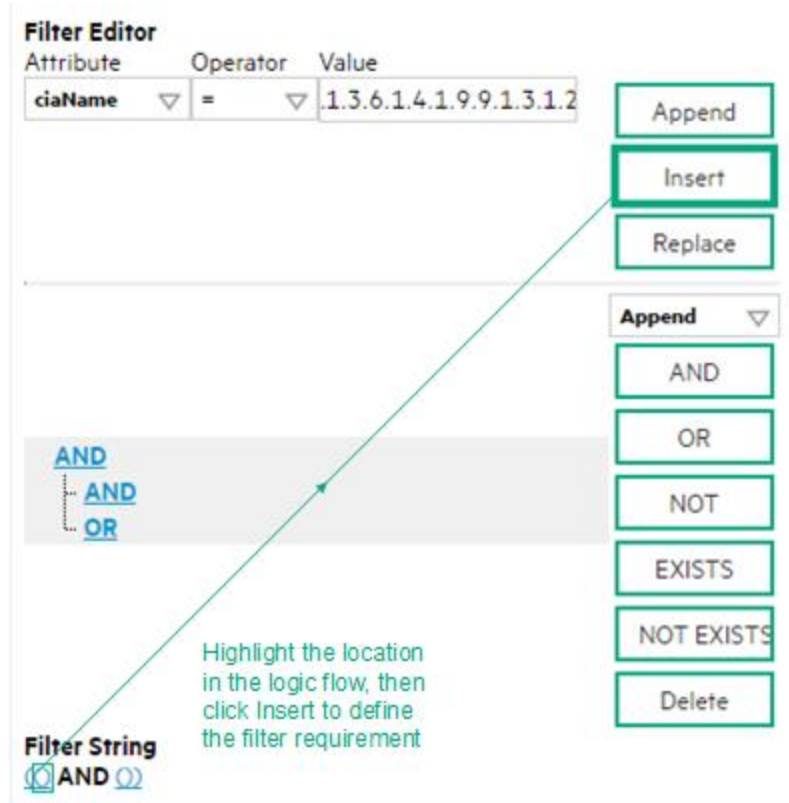 Filter Editor
Attribute Operator Value
ciaName = .1.3.6.1.4.1.9.9.1.3.1.2
Append
Insert
Replace
Append
AND
OR
NOT
EXISTS
NOT EXISTS
Delete
AND
AND
OR
Highlight the location
in the logic flow, then
click Insert to define
the filter requirement
Filter String
(() AND ())